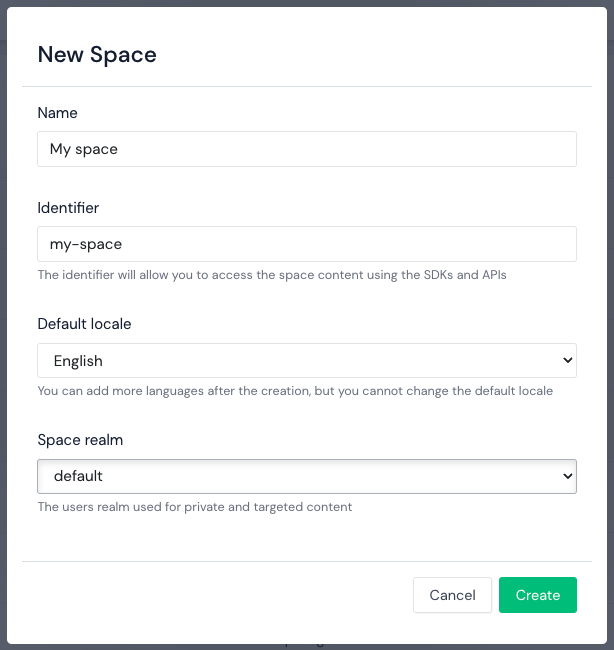 New Space
Name
My space
Identifier
my-space
The identifier will allow you to access the space content using the SDKs and APIs
Default locale
English
You can add more languages after the creation, but you cannot change the default locale
Space realm
default
The users realm used for private and targeted content
Cancel Create